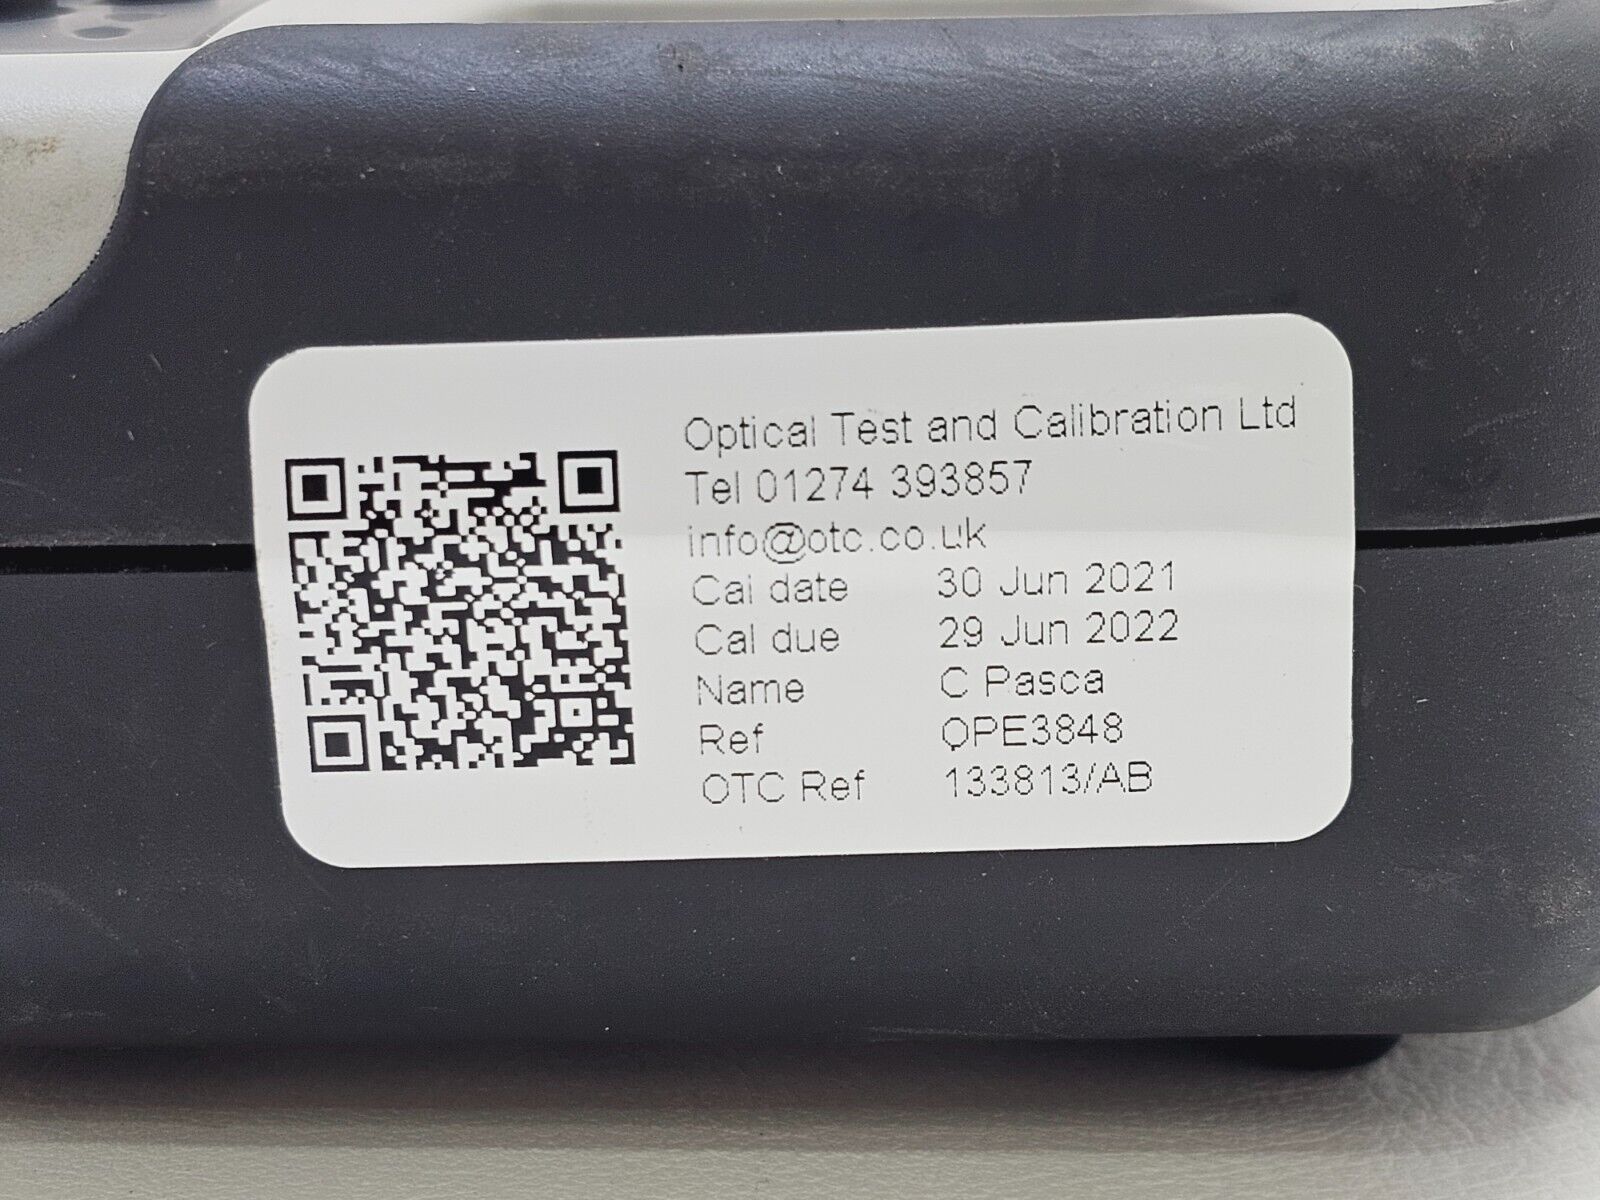 Optical Test and Calibration Ltd
Tel 01274 393857
info@otc.co.uk
Cal date 30 Jun 2021
Cal due 29 Jun 2022
Name C Pasca
Ref OPE3848
OTC Ref 133813/AB